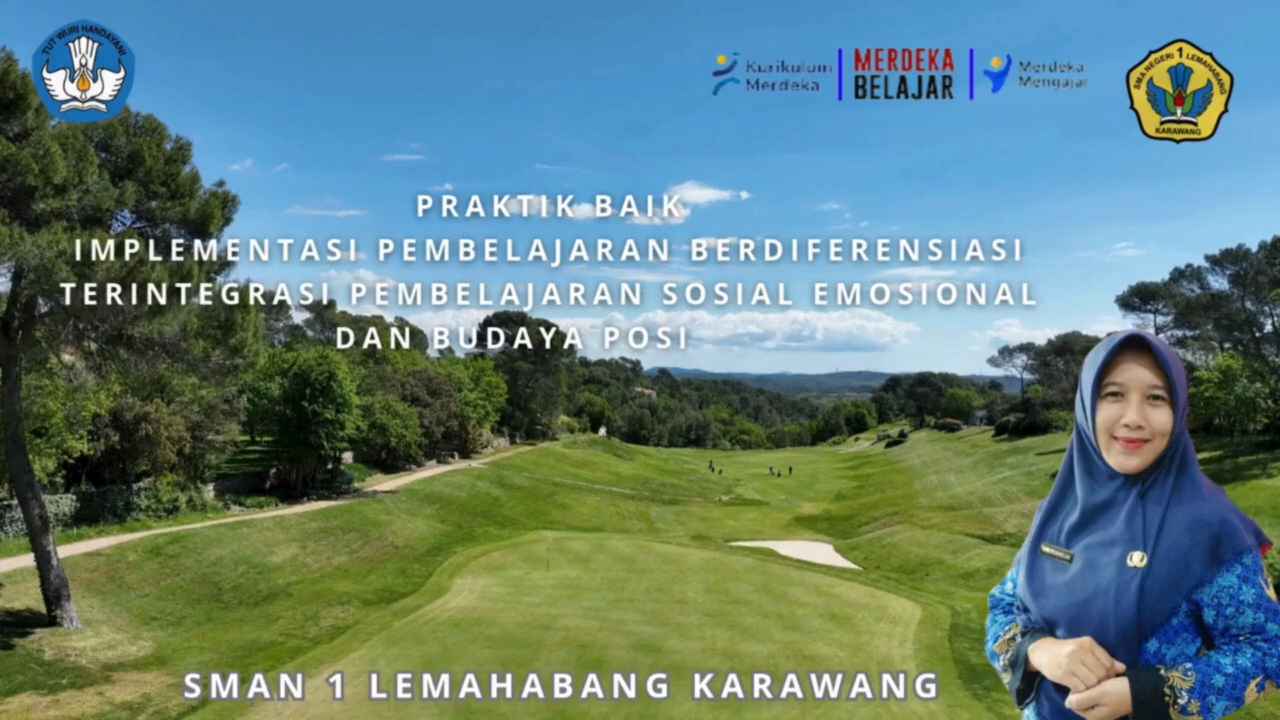 TUT WURI HANDAYANI
Kurikulum
Merdeka
MERDEKA
BELAJAR
Merdeka
Mengajar
SMA NEGERI 1 LEMAHABANG
KARAWANG
PRAKTIK BAIK
IMPLEMENTASI PEMBELAJARAN BERDIFERENSIASI
TERINTEGRASI PEMBELAJARAN SOSIAL EMOSIONAL
DAN BUDAYA POSI
SMAN 1 LEMAHABANG KARAWANG